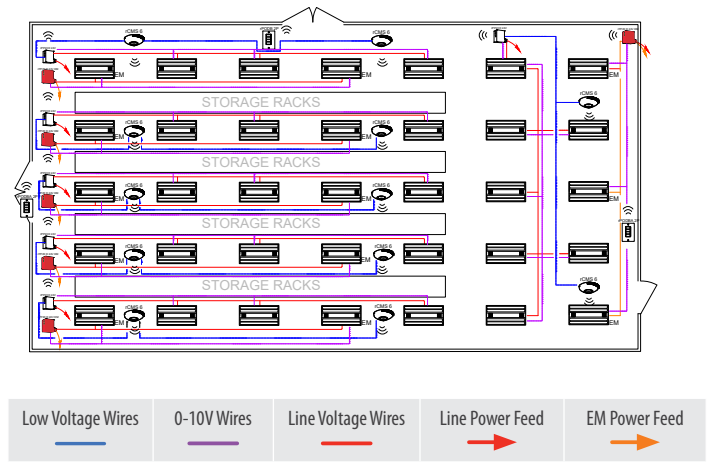 rPODBA 2P
rCMS 6
rCMS 6
EM
EM
STORAGE RACKS
rCMS 6
EM
rCMS 6
rCMS 6
EM
STORAGE RACKS
EM
rCMS 6
EM
rCMS 6
STORAGE RACKS
rCMS 6
EM
rCMS 6
EM
STORAGE RACKS
rCMS 6
EM
rCMS 6
EM
rCMS 6
EM
Low Voltage Wires
0-10V Wires
Line Voltage Wires
Line Power Feed
EM Power Feed